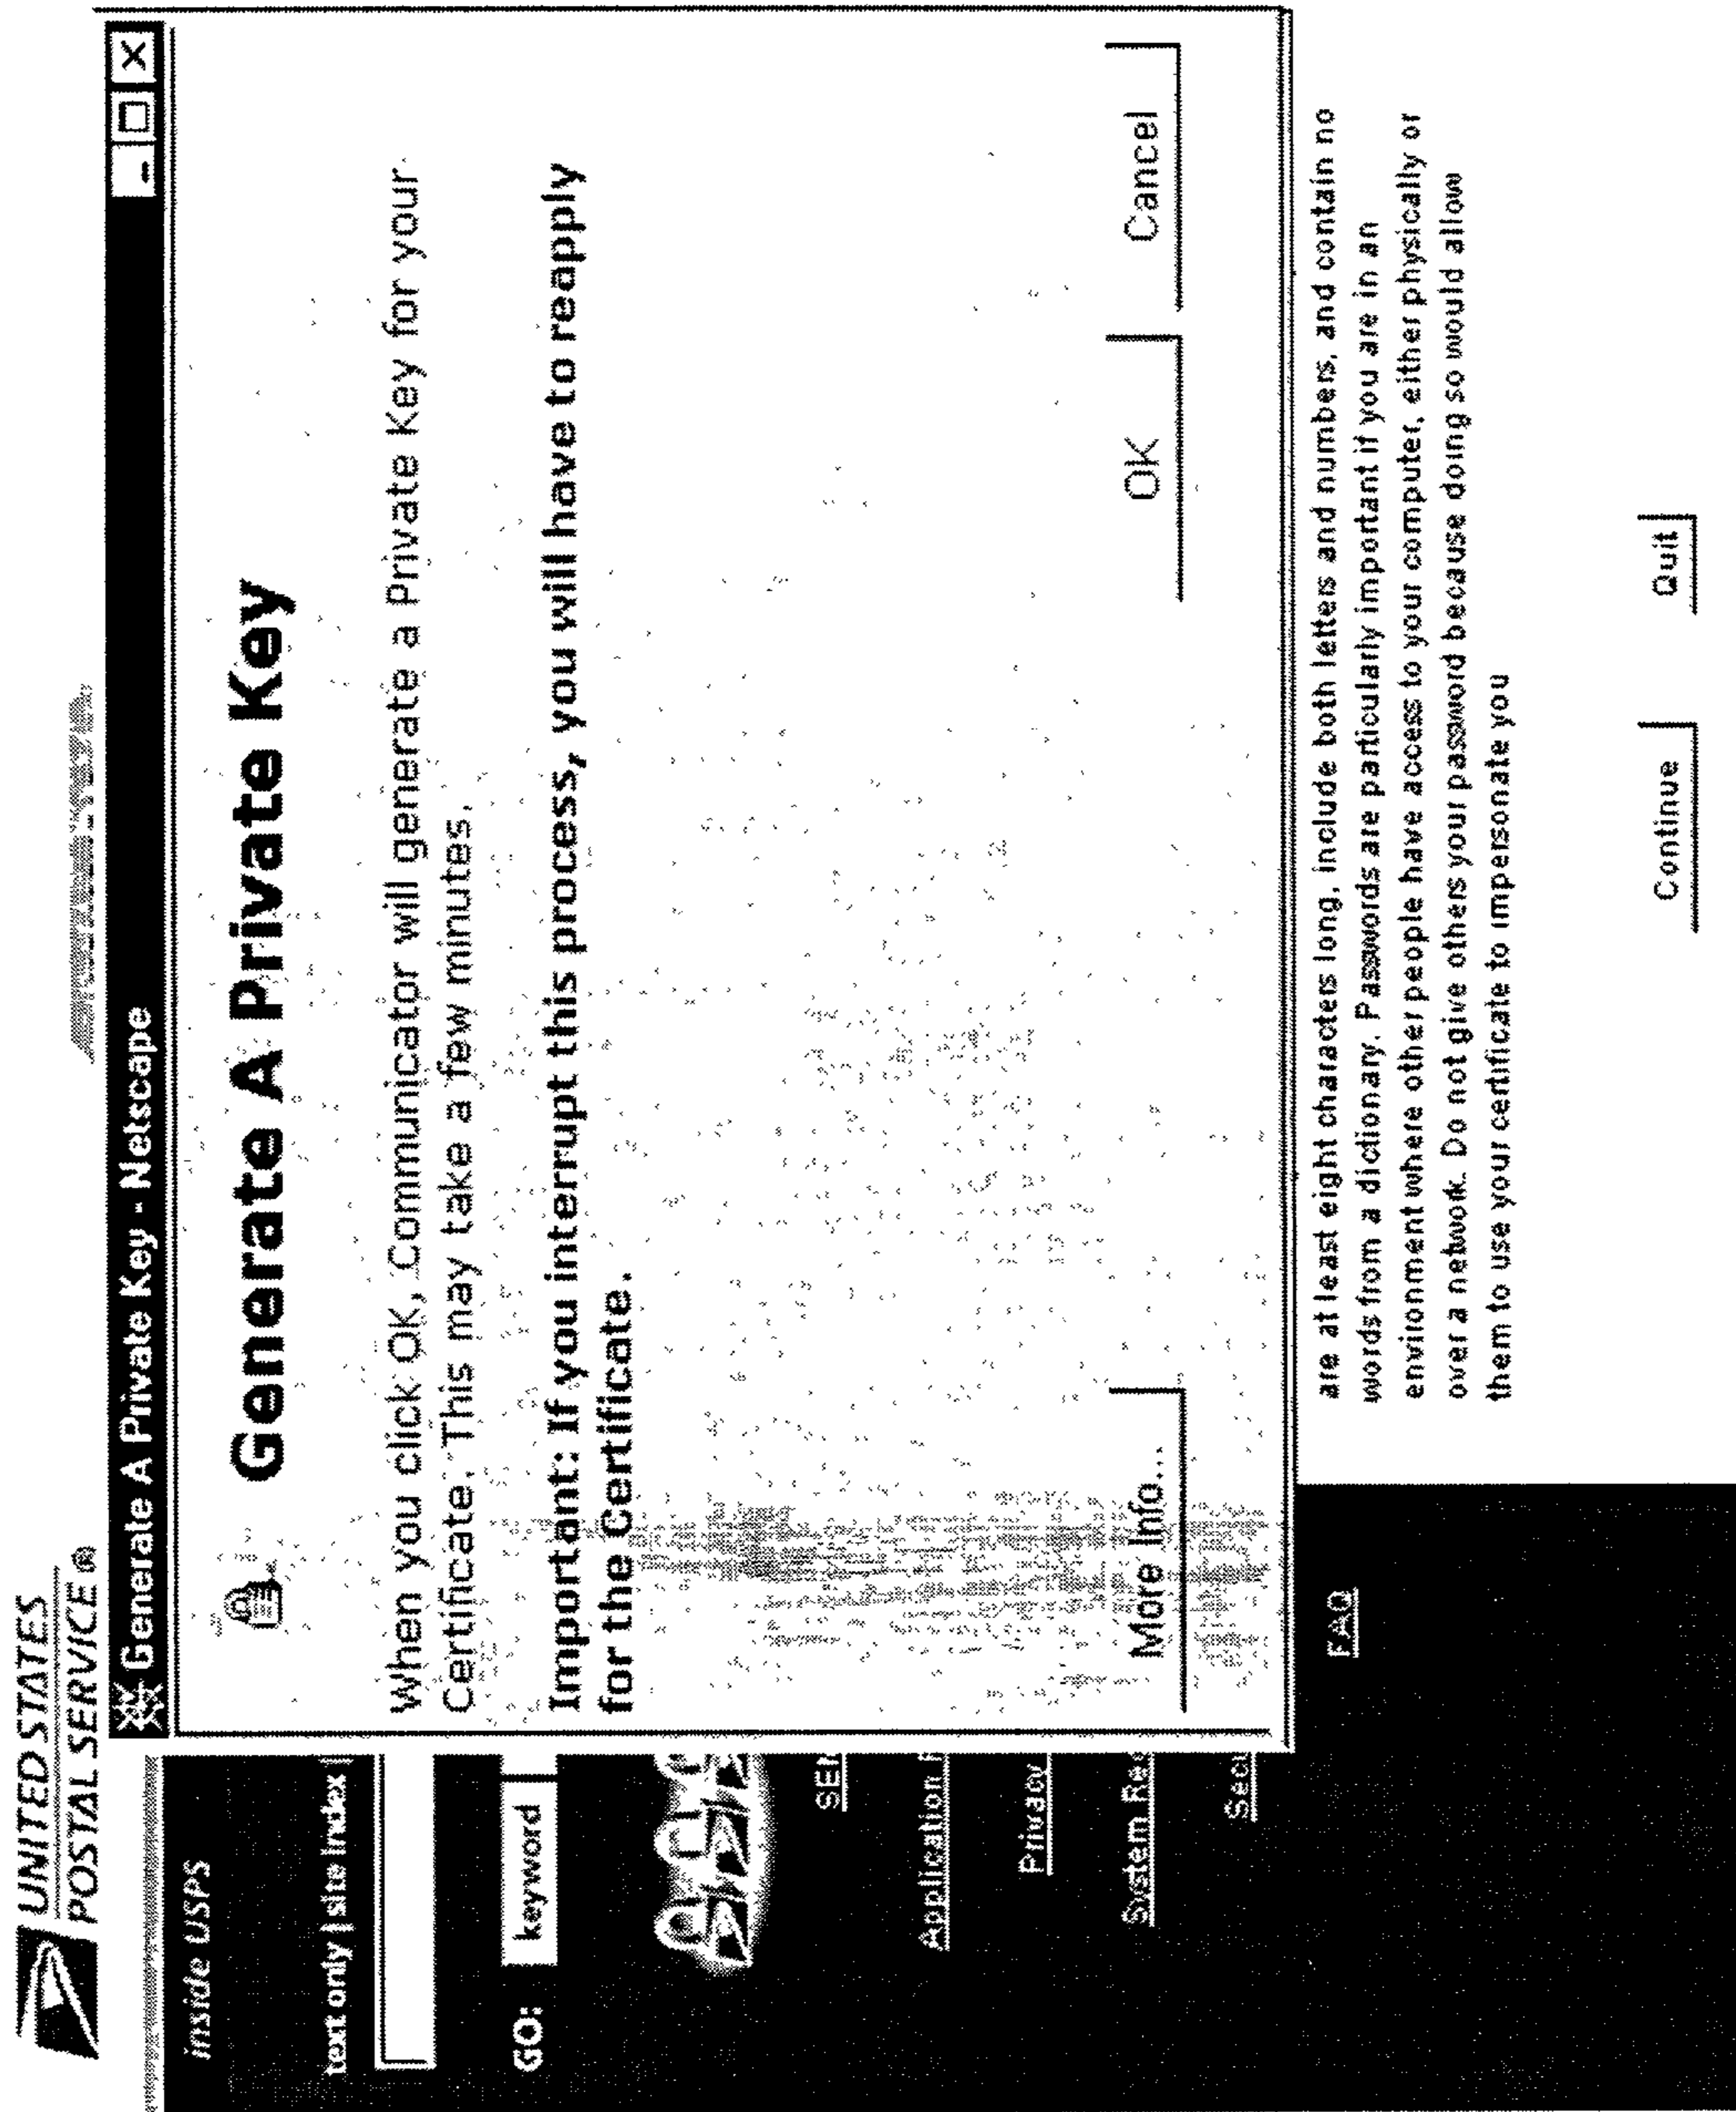 UNITED STATES
POSTAL SERVICE ®
Generate A Private Key - Netscape
inside USPS
text only | site index |
GO: keyword
Generate A Private Key
When you click OK, Communicator will generate a Private Key for your
Certificate. This may take a few minutes.
Important: If you interrupt this process, you will have to reapply
for the Certificate.
More Info...
OK
Cancel
Application
Privacy
System
FAQ
are at least eight characters long, include both letters and numbers, and contain no
words from a dictionary. Passwords are particularly important if you are in an
environment where other people have access to your computer, either physically or
over a network. Do not give others your password because doing so would allow
them to use your certificate to impersonate you
Continue
Quit